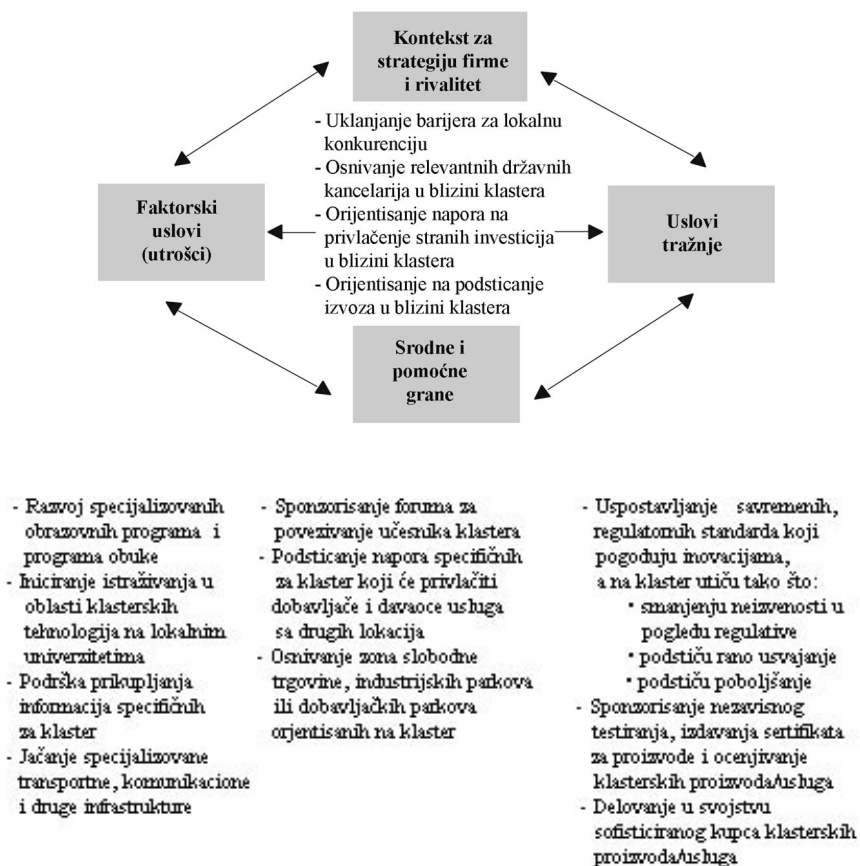 Kontekst za
strategiju firme
i rivalitet
- Uklanjanje barijera za lokalnu
konkurenciju
- Osnivanje relevantnih državnih
kancelarija u blizini klastera
- Orijentisanje napora na
privlačenje stranih investicija
u blizini klastera
- Orijentisanje na podsticanje
izvoza u blizini klastera
Faktorski
uslovi
(utrošci)
Uslovi
tražnje
Srodne i
pomoćne
grane
- Razvoj specijalizovanih
obrazovnih programa i
programa obuke
- Iniciranje istraživanja u
oblasti klasterskih
tehnologija na lokalnim
univerzitetima
- Podrška prikupljanja
informacija specifičnih
za klaster
- Jačanje specijalizovane
transportne, komunikacione
i druge infrastrukture
- Sponzorisanje foruma za
povezivanje učesnika klastera
- Podsticanje napora specifičnih
za klaster koji će privlačiti
dobavljače i davaoce usluga
sa drugih lokacija
- Osnivanje zona slobodne
trgovine, industrijskih parkova
ili dobavljačkih parkova
orjentisanih na klaster
- Uspostavljanje savremenih,
regulatornih standarda koji
pogoduju inovacijama,
a na klaster utiču tako što:
• smanjenju neizvenosti u
pogledu regulative
• podstiču rano usvajanje
• podstiču poboljšanje
- Sponzorisanje nezavisnog
testiranja, izdavanja sertifikata
za proizvode i ocenjivanje
klasterskih proizvoda/usluga
- Delovanje u svojstvu
sofisticiranog kupca klasterskih
proizvoda/usluga